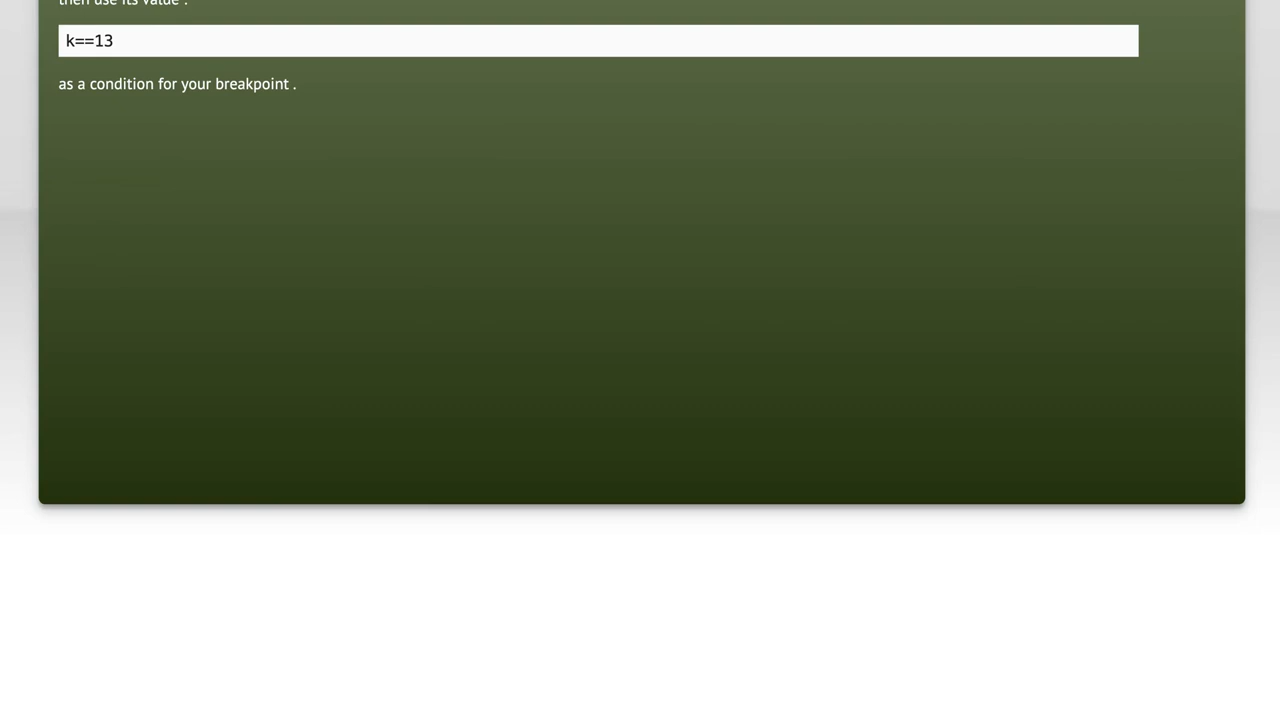 then use its value :
k==13
as a condition for your breakpoint .